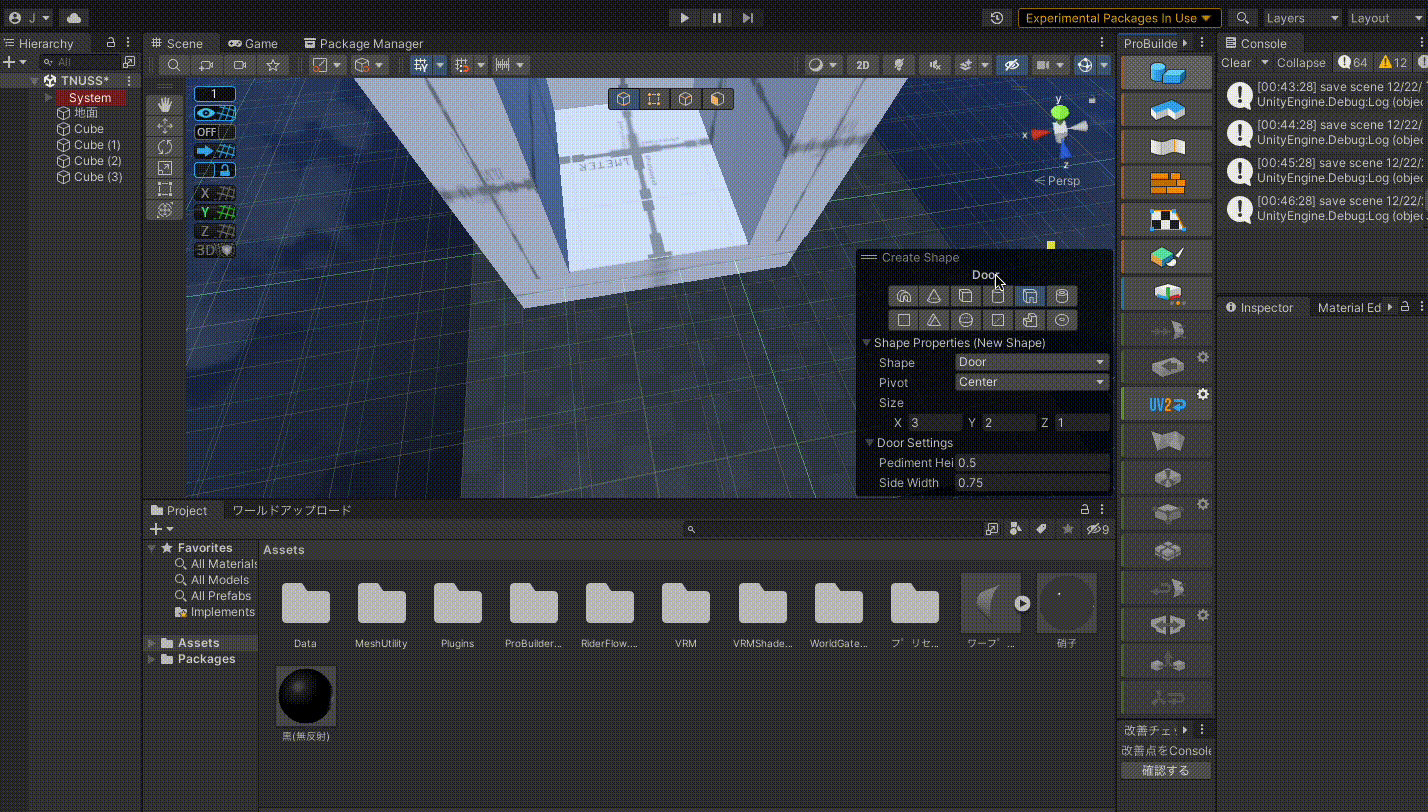 J
Experimental Packages In Use
Layers
Layout
Hierarchy
All
TNUSS*
System
地面
Cube
Cube (1)
Cube (2)
Cube (3)
Scene
Game
Package Manager
2D
1
OFF
X
Y
Z
3D
y
x
z
Persp
Create Shape
Door
Shape Properties (New Shape)
Shape
Door
Pivot
Center
Size
X 3 Y 2 Z 1
Door Settings
Pediment Hei 0.5
Side Width 0.75
ProBuilde
UV2
改善チェ
改善点をConsole
確認する
Console
Clear
Collapse
64
12
[00:43:28] save scene 12/22/
UnityEngine.Debug:Log (objec
[00:44:28] save scene 12/22/
UnityEngine.Debug:Log (objec
[00:45:28] save scene 12/22/
UnityEngine.Debug:Log (objec
[00:46:28] save scene 12/22/
UnityEngine.Debug:Log (objec
Inspector
Material Ed
Project
ワールドアップロード
9
Favorites
All Materials
All Models
All Prefabs
Implements
Assets
Packages
Assets
Data
MeshUtility
Plugins
ProBuilder...
RiderFlow....
VRM
VRMShade...
WorldGate...
プリセ...
ワープ ...
硝子
黒(無反射)